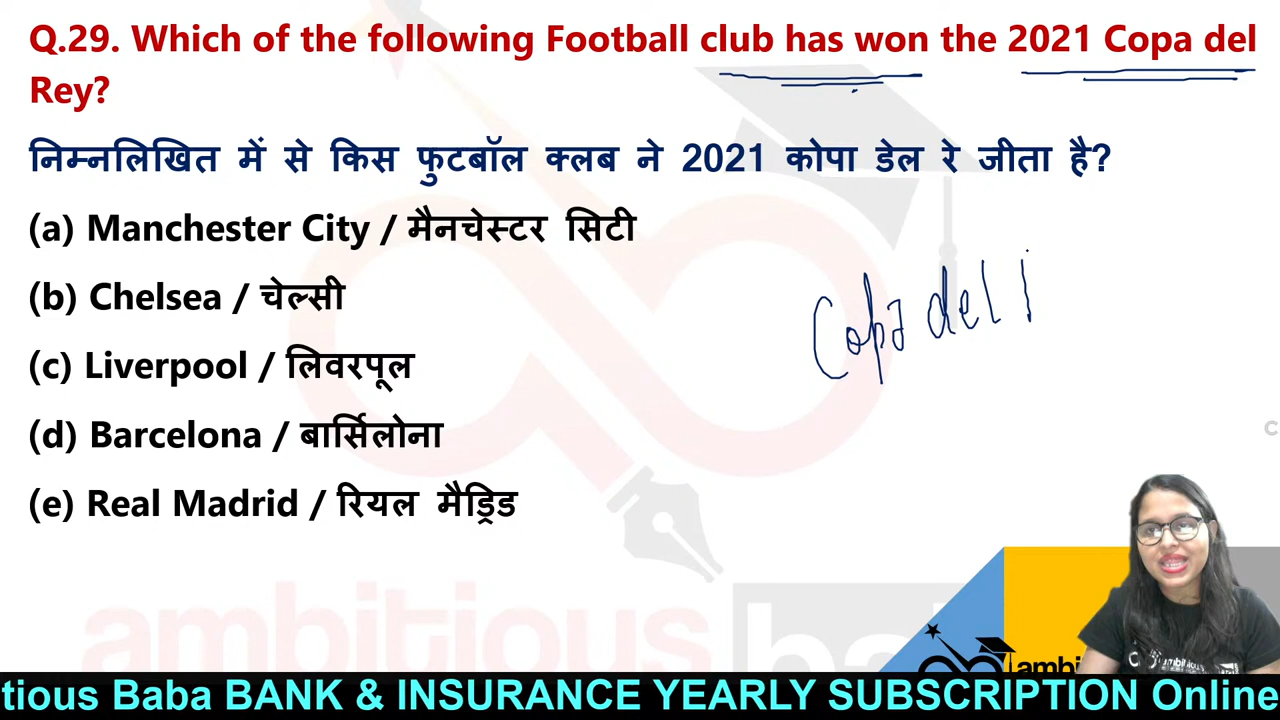 Q.29. Which of the following Football club has won the 2021 Copa del
Rey?
निम्नलिखित में से किस फुटबॉल क्लब ने 2021 कोपा डेल रे जीता है?
(a) Manchester City / मैनचेस्टर सिटी
(b) Chelsea / चेल्सी
(c) Liverpool / लिवरपूल
(d) Barcelona / बार्सिलोना
(e) Real Madrid / रियल मैड्रिड
Copa del
ambitious
tious Baba BANK & INSURANCE YEARLY SUBSCRIPTION Online